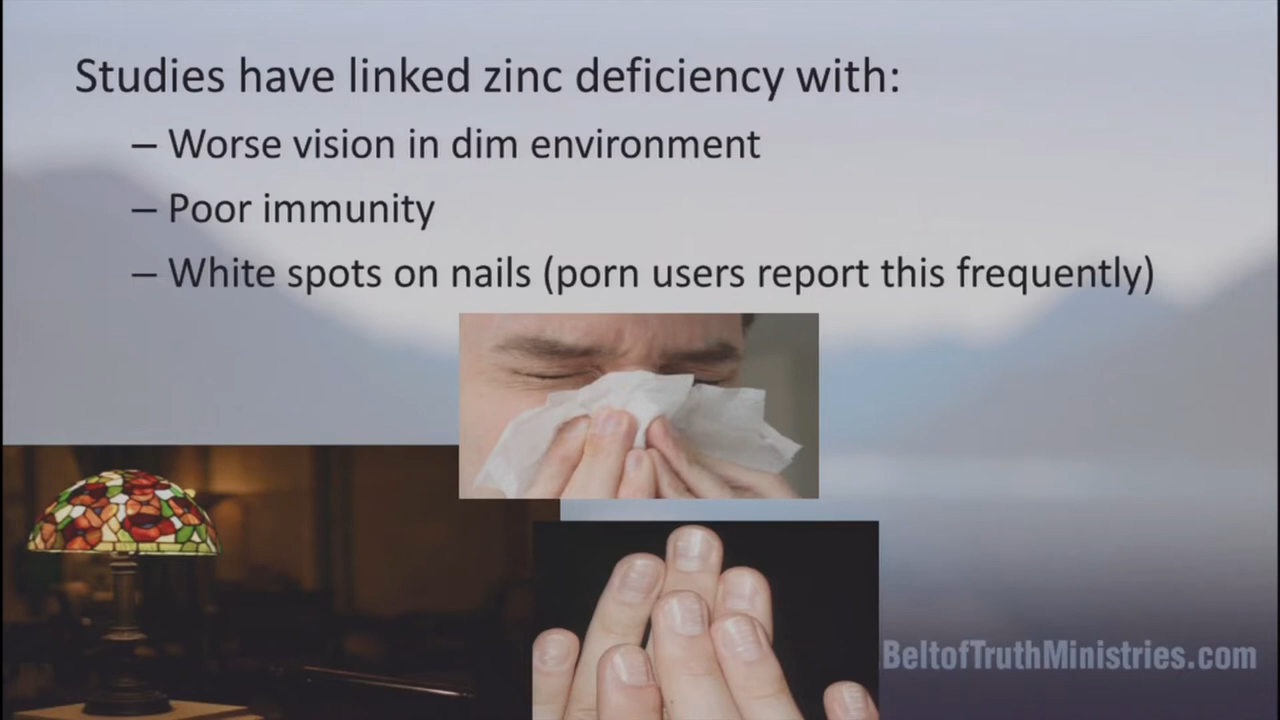 Studies have linked zinc deficiency with:
– Worse vision in dim environment
– Poor immunity
– White spots on nails (porn users report this frequently)
BeltofTruthMinistries.com